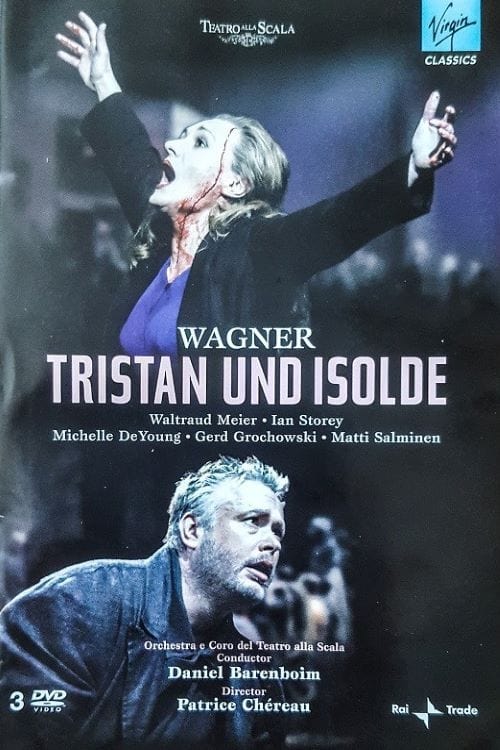 TEATRO ALLA SCALA
Virgin
CLASSICS
WAGNER
TRISTAN UND ISOLDE
Waltraud Meier • Ian Storey
Michelle DeYoung • Gerd Grochowski • Matti Salminen
Orchestra e Coro del Teatro alla Scala
Conductor
Daniel Barenboim
Director
Patrice Chéreau
3 DVD
VIDEO
Rai Trade